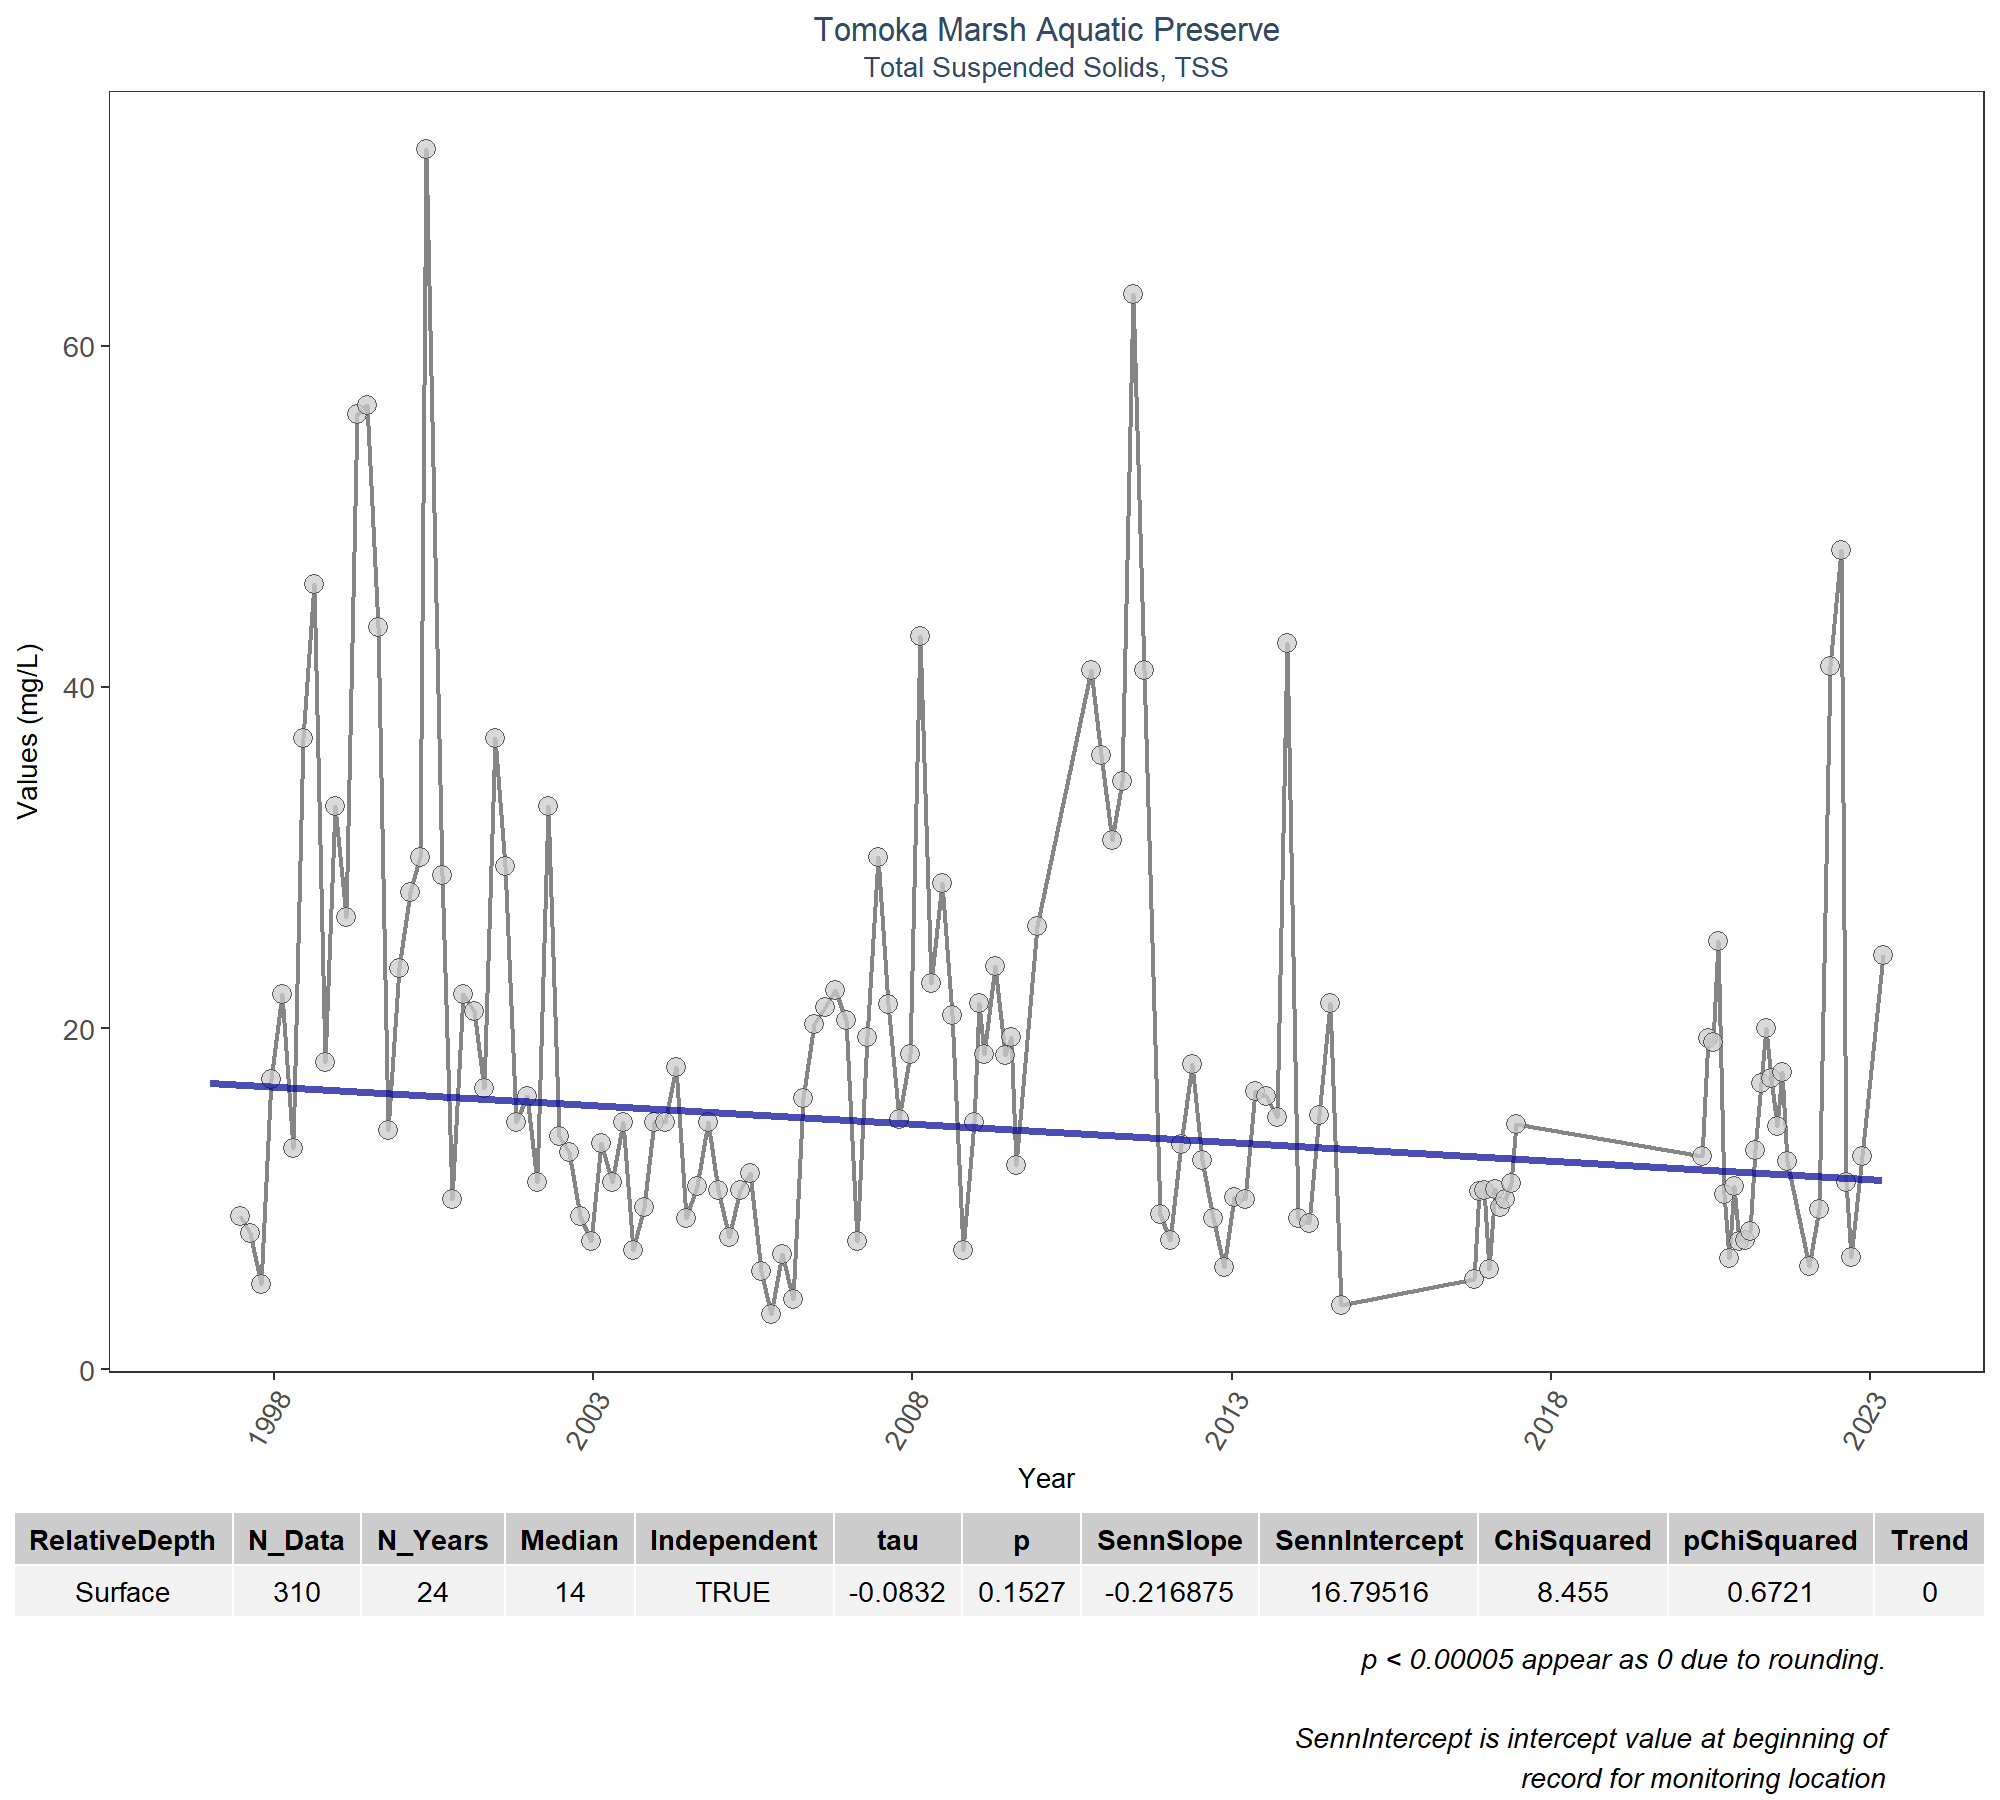 Tomoka Marsh Aquatic Preserve
Total Suspended Solids, TSS
Values (mg/L)
60
40
20
0
1998 2003 2008 2013 2018 2023
Year
RelativeDepth N_Data N_Years Median Independent tau p SennSlope SennIntercept ChiSquared pChiSquared Trend
Surface 310 24 14 TRUE -0.0832 0.1527 -0.216875 16.79516 8.455 0.6721 0
p < 0.00005 appear as 0 due to rounding.
SennIntercept is intercept value at beginning of
record for monitoring location